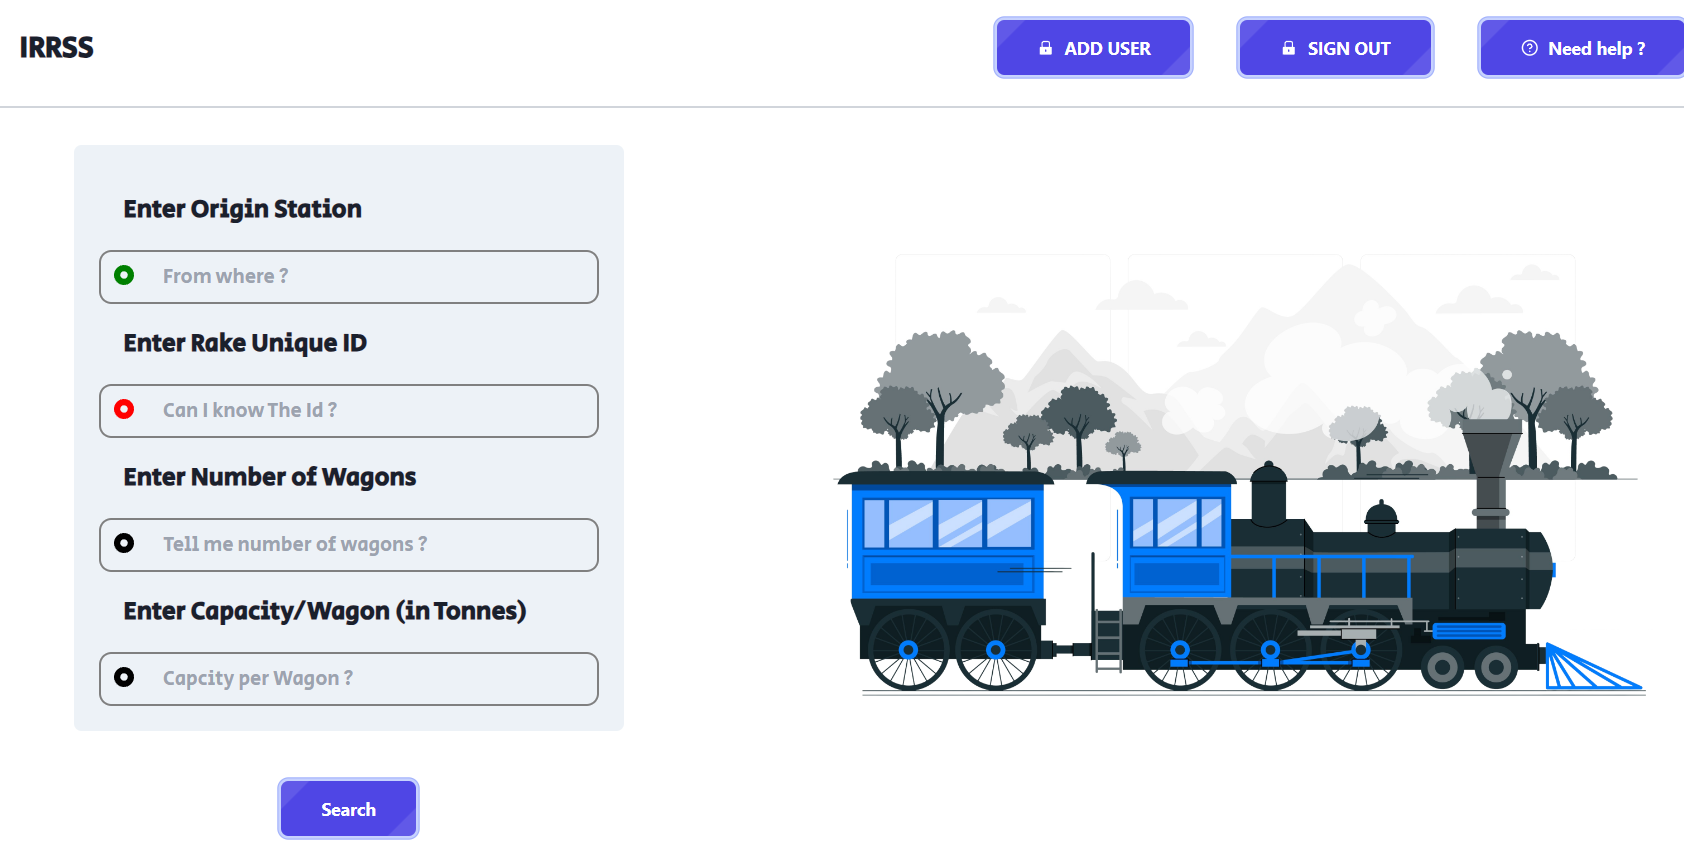 IRRSS
ADD USER
SIGN OUT
Need help ?
Enter Origin Station
From where ?
Enter Rake Unique ID
Can I know The Id ?
Enter Number of Wagons
Tell me number of wagons ?
Enter Capacity/Wagon (in Tonnes)
Capcity per Wagon ?
Search